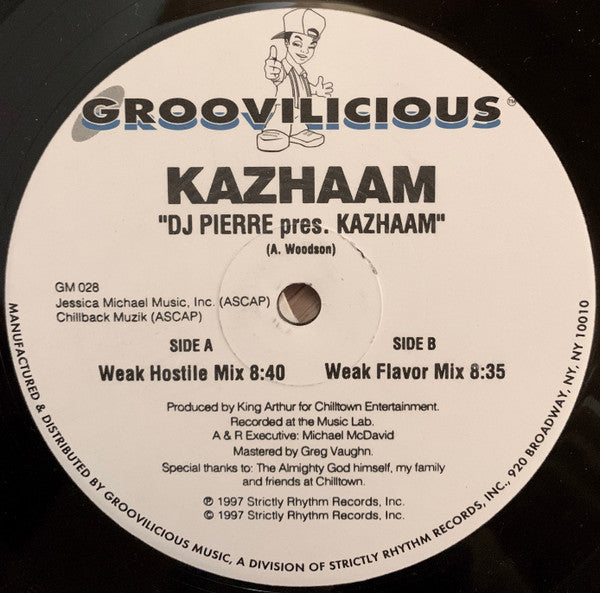 GROOVILICIOUS™
KAZHAAM
"DJ PIERRE pres. KAZHAAM"
(A. Woodson)
GM 028
Jessica Michael Music, Inc. (ASCAP)
Chillback Muzik (ASCAP)
SIDE A
Weak Hostile Mix 8:40
SIDE B
Weak Flavor Mix 8:35
Produced by King Arthur for Chilltown Entertainment.
Recorded at the Music Lab.
A & R Executive: Michael McDavid
Mastered by Greg Vaughn.
Special thanks to: The Almighty God himself, my family
and friends at Chilltown.
℗ 1997 Strictly Rhythm Records, Inc.
© 1997 Strictly Rhythm Records, Inc.
MANUFACTURED & DISTRIBUTED BY GROOVILICIOUS MUSIC, A DIVISION OF STRICTLY RHYTHM RECORDS, INC., 920 BROADWAY, NY, NY 10010